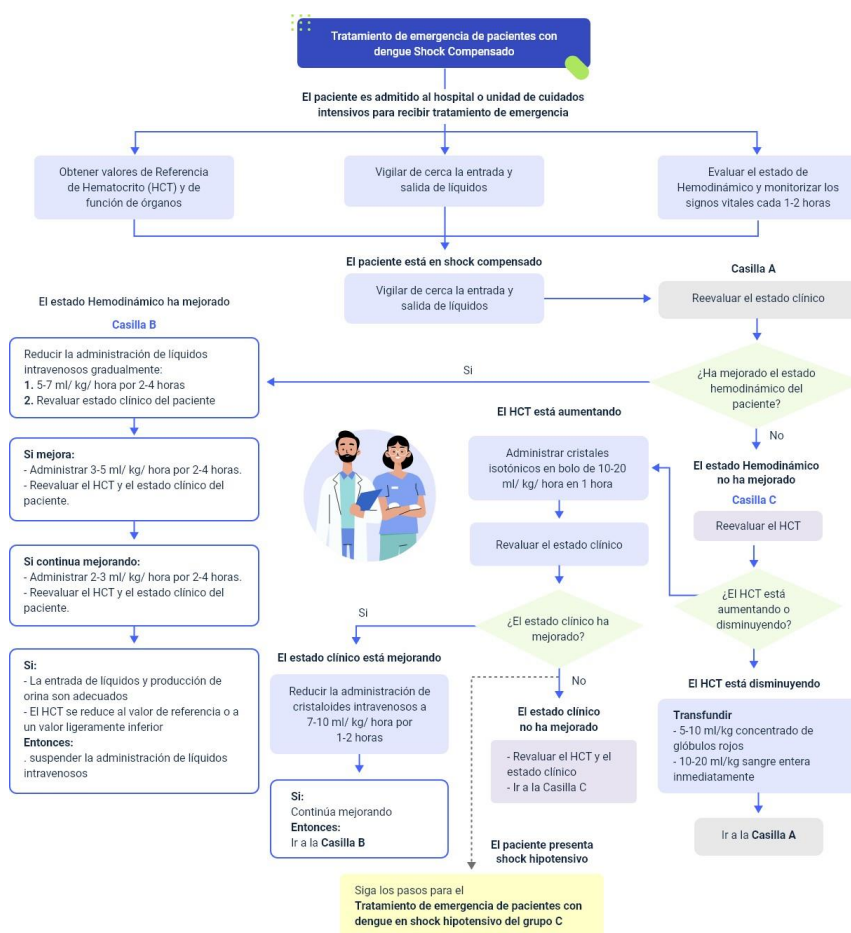 Tratamiento de emergencia de pacientes con
dengue Shock Compensado
El paciente es admitido al hospital o unidad de cuidados
intensivos para recibir tratamiento de emergencia
Obtener valores de Referencia
de Hematocrito (HCT) y de
función de órganos
Vigilar de cerca la entrada y
salida de líquidos
Evaluar el estado de
Hemodinámico y monitorizar los
signos vitales cada 1-2 horas
El paciente está en shock compensado
Vigilar de cerca la entrada y
salida de líquidos
Casilla A
Reevaluar el estado clínico
¿Ha mejorado el estado
hemodinámico del
paciente?
Si
No
El estado Hemodinámico ha mejorado
Casilla B
Reducir la administración de líquidos
intravenosos gradualmente:
1. 5-7 ml/ kg/ hora por 2-4 horas
2. Revaluar estado clínico del paciente
Si mejora:
- Administrar 3-5 ml/ kg/ hora por 2-4 horas.
- Reevaluar el HCT y el estado clínico del
paciente.
Si continua mejorando:
- Administrar 2-3 ml/ kg/ hora por 2-4 horas.
- Reevaluar el HCT y el estado clínico del
paciente.
Si:
- La entrada de líquidos y producción de
orina son adecuados
- El HCT se reduce al valor de referencia o a
un valor ligeramente inferior
Entonces:
. suspender la administración de líquidos
intravenosos
El estado Hemodinámico
no ha mejorado
Casilla C
Reevaluar el HCT
¿El HCT está
aumentando o
disminuyendo?
El HCT está aumentando
Administrar cristales
isotónicos en bolo de 10-20
ml/ kg/ hora en 1 hora
Revaluar el estado clínico
¿El estado clínico ha
mejorado?
Si
No
El estado clínico está mejorando
Reducir la administración de
cristaloides intravenosos a
7-10 ml/ kg/ hora por
1-2 horas
Si:
Continúa mejorando
Entonces:
Ir a la Casilla B
El estado clínico
no ha mejorado
- Revaluar el HCT y el
estado clínico
- Ir a la Casilla C
El HCT está disminuyendo
Transfundir
- 5-10 ml/kg concentrado de
glóbulos rojos
- 10-20 ml/kg sangre entera
inmediatamente
Ir a la Casilla A
El paciente presenta
shock hipotensivo
Siga los pasos para el
Tratamiento de emergencia de pacientes con
dengue en shock hipotensivo del grupo C